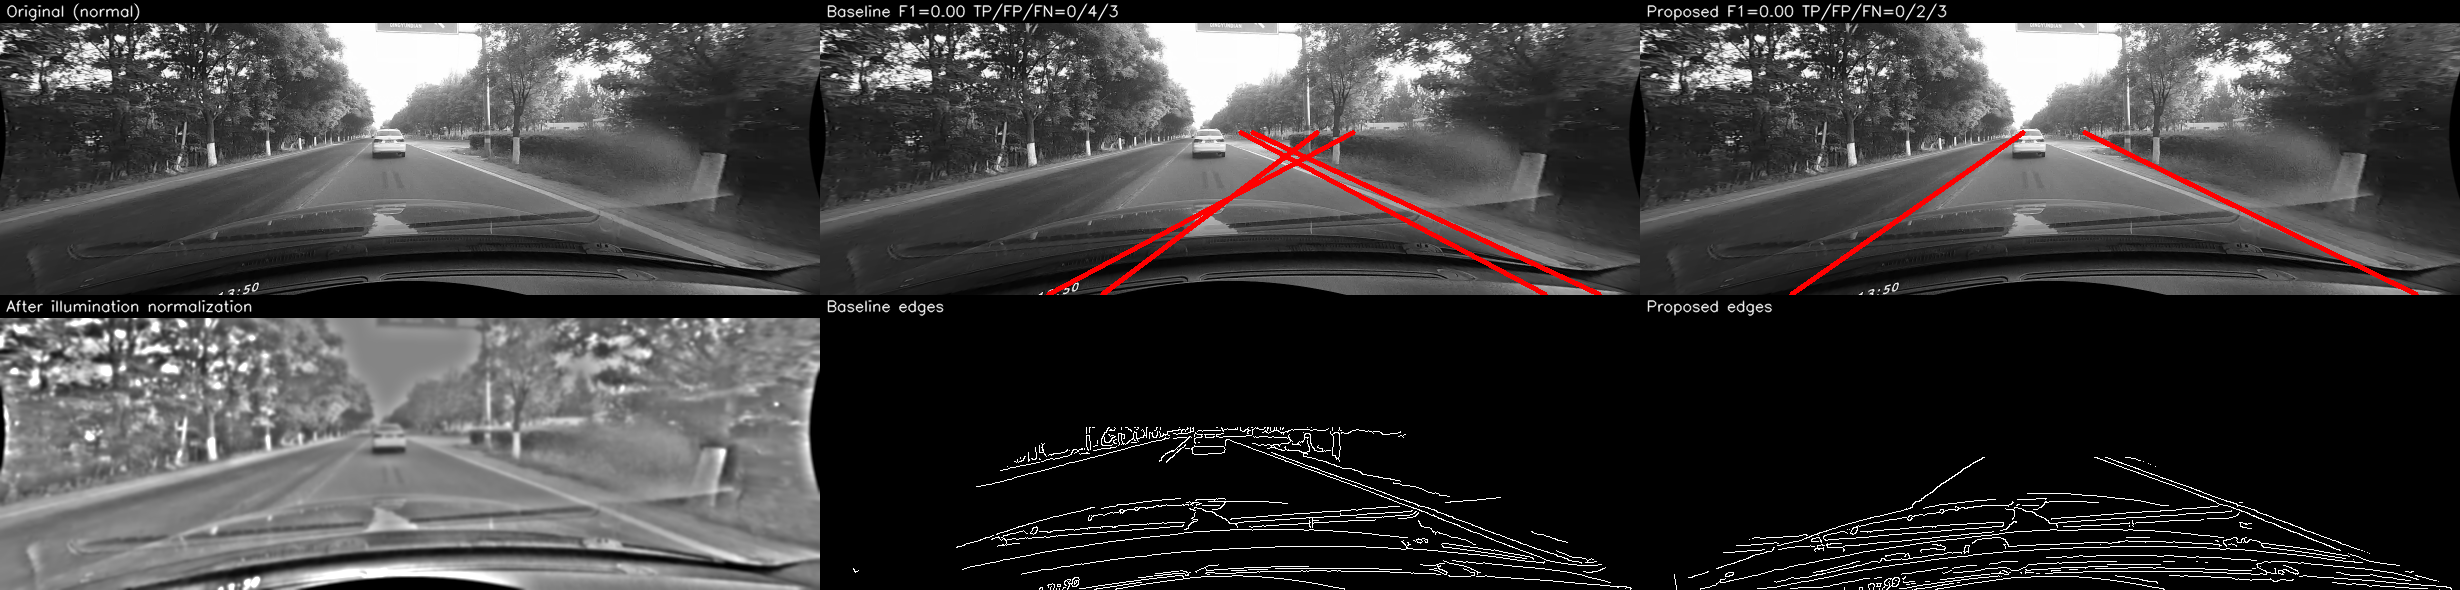 Original (normal)
Baseline F1=0.00 TP/FP/FN=0/4/3
Proposed F1=0.00 TP/FP/FN=0/2/3
After illumination normalization
Baseline edges
Proposed edges